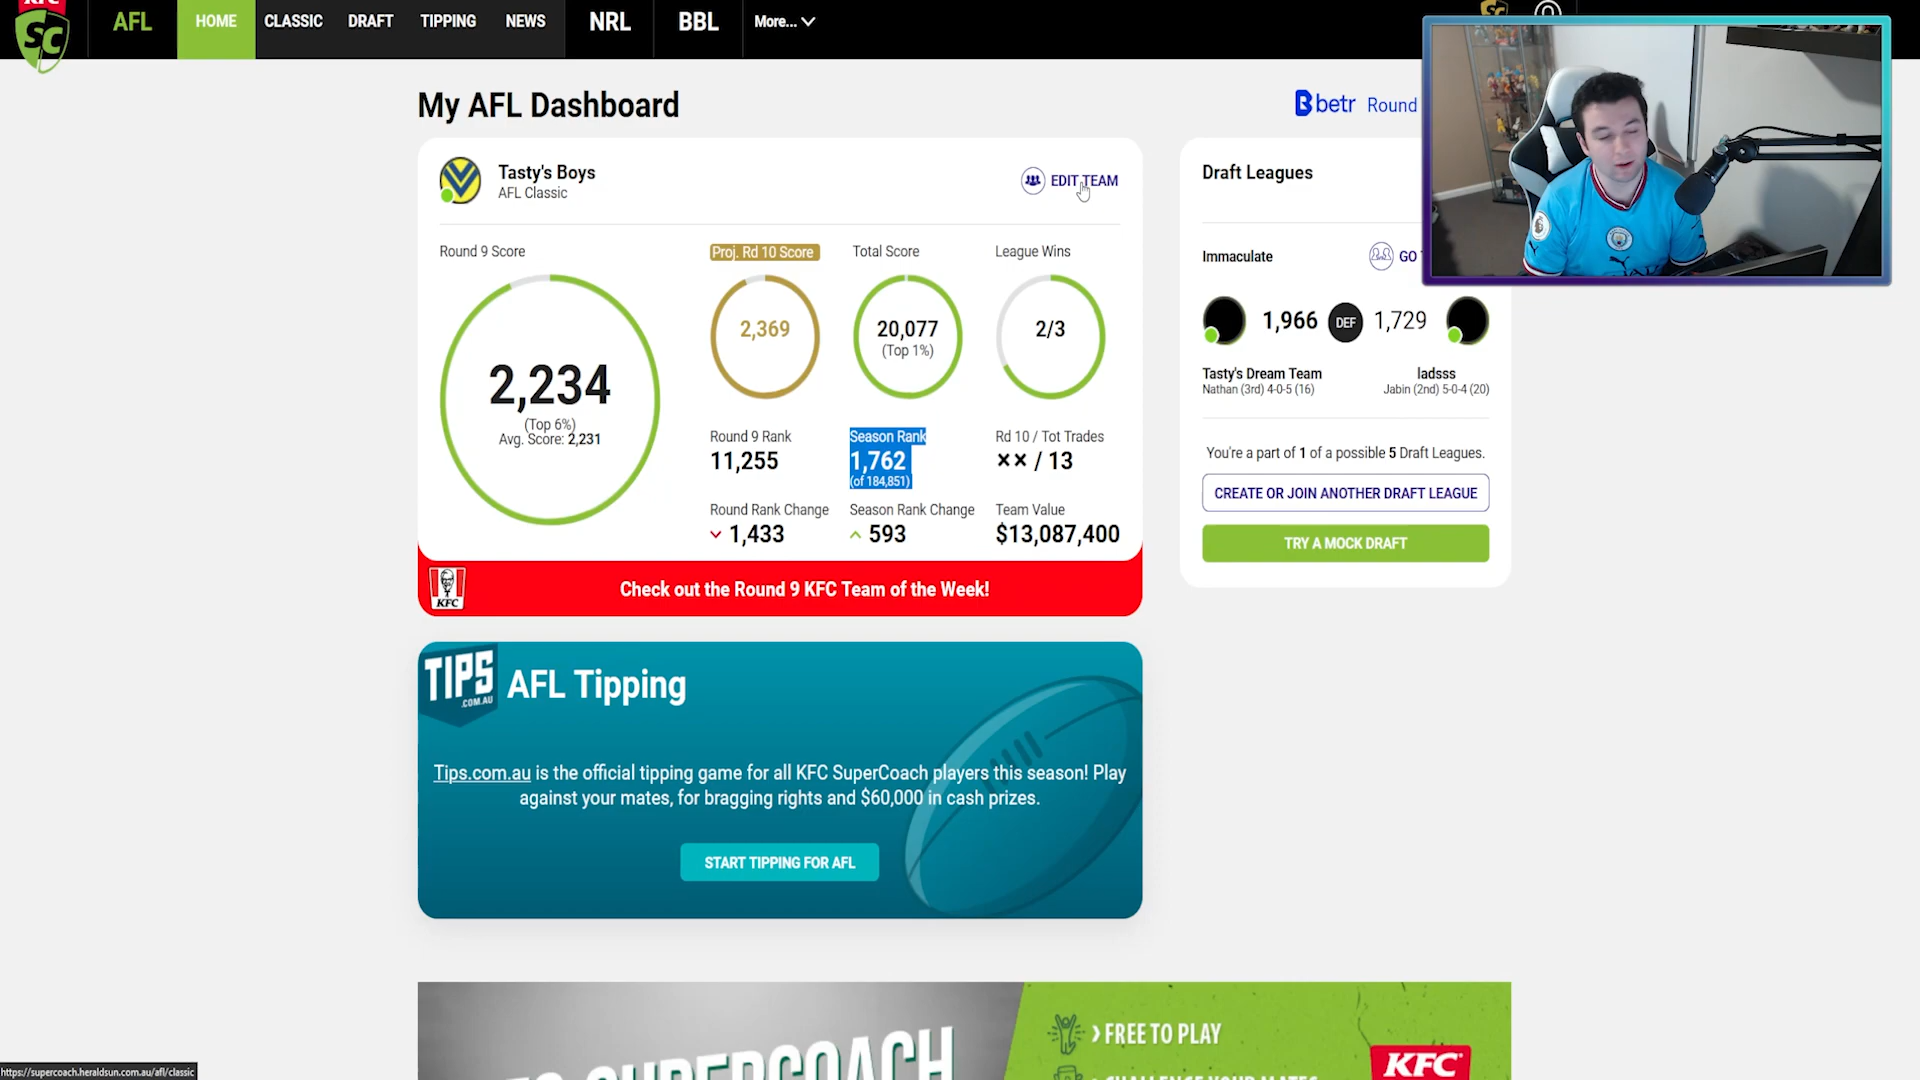 KFC
SC
AFL
HOME
CLASSIC
DRAFT
TIPPING
NEWS
NRL
BBL
More...
My AFL Dashboard
betr Round
Tasty's Boys
AFL Classic
EDIT TEAM
Round 9 Score
2,234
(Top 6%)
Avg. Score: 2,231
Proj. Rd 10 Score
2,369
Total Score
20,077
(Top 1%)
League Wins
2/3
Round 9 Rank
11,255
Season Rank
1,762
(of 184,851)
Rd 10 / Tot Trades
×× / 13
Round Rank Change
1,433
Season Rank Change
593
Team Value
$13,087,400
KFC
Check out the Round 9 KFC Team of the Week!
Draft Leagues
Immaculate
GO
1,966 DEF 1,729
Tasty's Dream Team
Nathan (3rd) 4-0-5 (16)
ladsss
Jabin (2nd) 5-0-4 (20)
You're a part of 1 of a possible 5 Draft Leagues.
CREATE OR JOIN ANOTHER DRAFT LEAGUE
TRY A MOCK DRAFT
TIPS
.COM.AU
AFL Tipping
Tips.com.au is the official tipping game for all KFC SuperCoach players this season! Play
against your mates, for bragging rights and $60,000 in cash prizes.
START TIPPING FOR AFL
SUPERCOACH
› FREE TO PLAY
› CHALLENGE YOUR MATES
KFC
https://supercoach.heraldsun.com.au/afl/classic